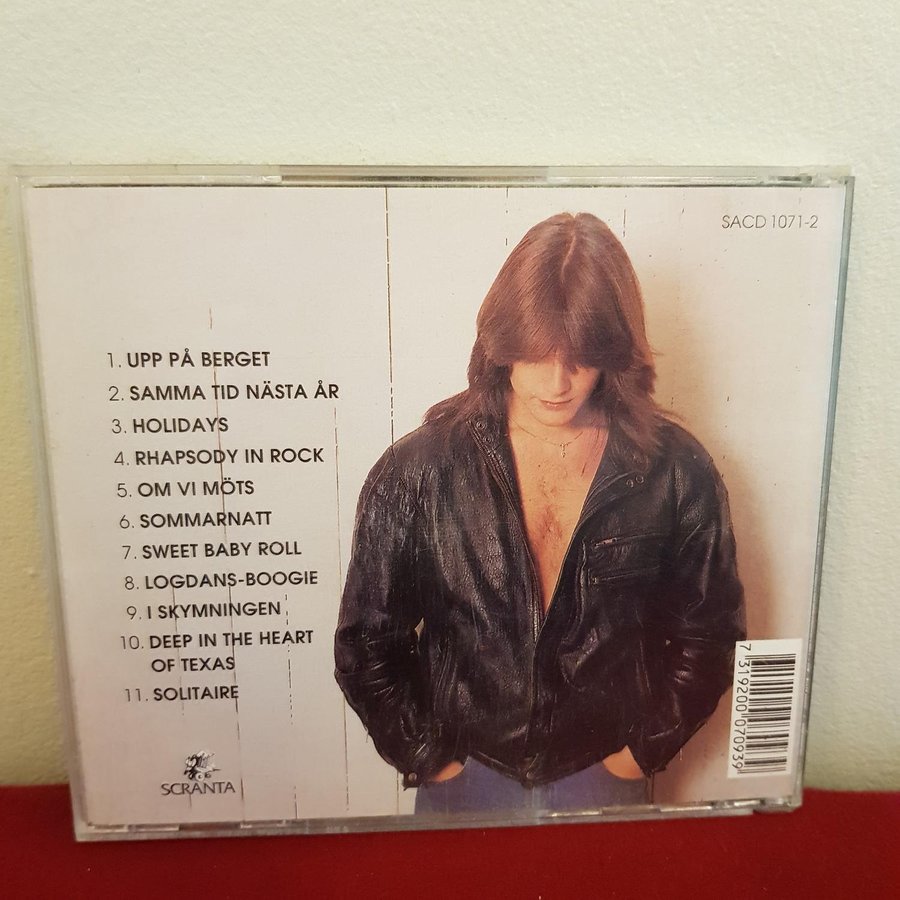 SACD 1071-2
1. UPP PÅ BERGET
2. SAMMA TID NÄSTA ÅR
3. HOLIDAYS
4. RHAPSODY IN ROCK
5. OM VI MÖTS
6. SOMMARNATT
7. SWEET BABY ROLL
8. LOGDANS-BOOGIE
9. I SKYMNINGEN
10. DEEP IN THE HEART
OF TEXAS
11. SOLITAIRE
SCRANTA
7 319200 070939